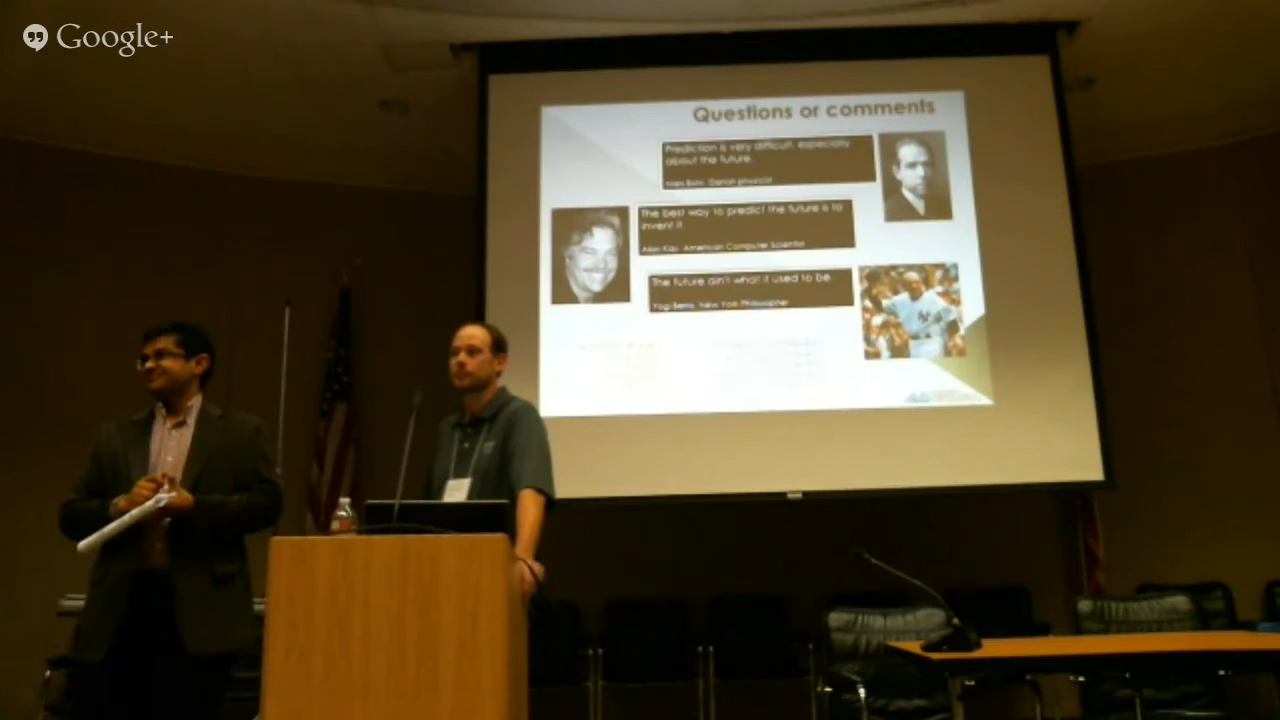 Google+
Questions or comments
Prediction is very difficult, especially
about the future.
Niels Bohr, Danish physicist
The best way to predict the future is to
invent it.
Allan Kay, American Computer Scientist
The future ain't what it used to be
Yogi Berra, New York Philosopher